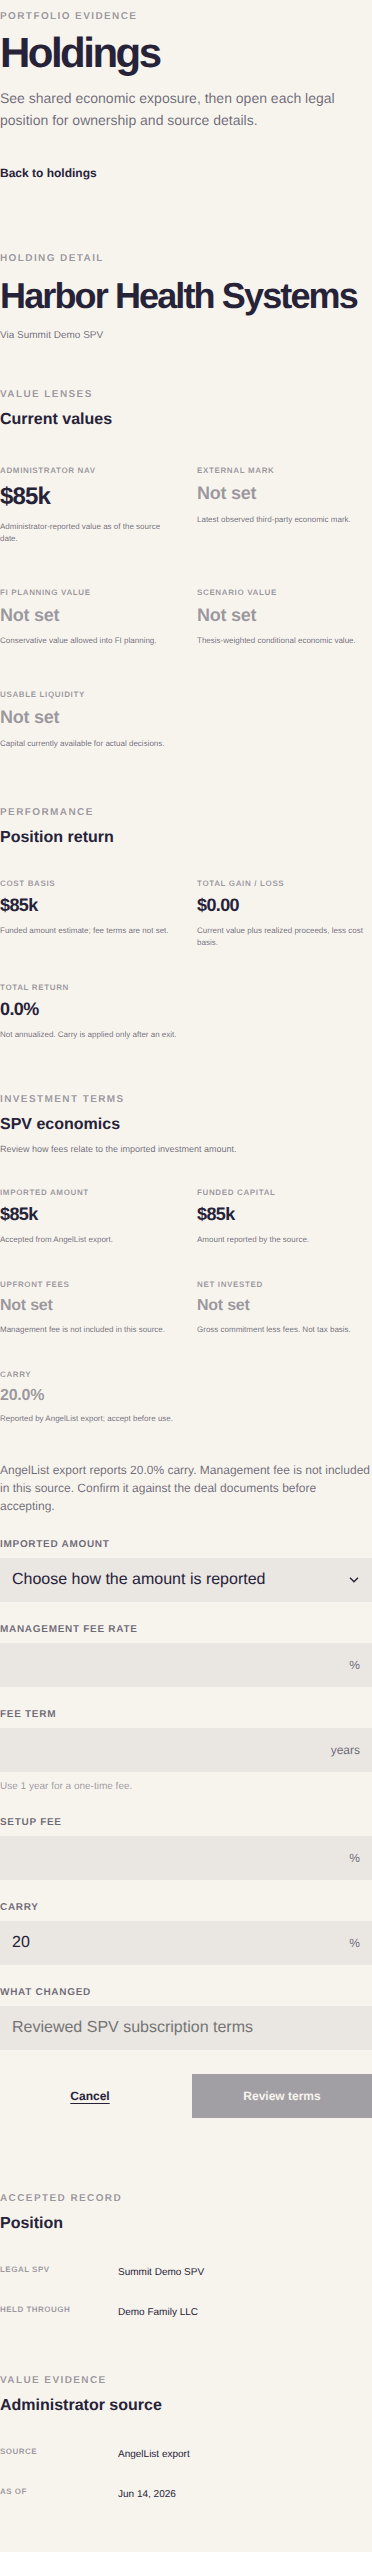 PORTFOLIO EVIDENCE
Holdings
See shared economic exposure, then open each legal
position for ownership and source details.
Back to holdings
HOLDING DETAIL
Harbor Health Systems
Via Summit Demo SPV
VALUE LENSES
Current values
ADMINISTRATOR NAV
$85k
Administrator-reported value as of the source
date.
EXTERNAL MARK
Not set
Latest observed third-party economic mark.
FI PLANNING VALUE
Not set
Conservative value allowed into FI planning.
SCENARIO VALUE
Not set
Thesis-weighted conditional economic value.
USABLE LIQUIDITY
Not set
Capital currently available for actual decisions.
PERFORMANCE
Position return
COST BASIS
$85k
Funded amount estimate; fee terms are not set.
TOTAL GAIN / LOSS
$0.00
Current value plus realized proceeds, less cost
basis.
TOTAL RETURN
0.0%
Not annualized. Carry is applied only after an exit.
INVESTMENT TERMS
SPV economics
Review how fees relate to the imported investment amount.
IMPORTED AMOUNT
$85k
Accepted from AngelList export.
FUNDED CAPITAL
$85k
Amount reported by the source.
UPFRONT FEES
Not set
Management fee is not included in this source.
NET INVESTED
Not set
Gross commitment less fees. Not tax basis.
CARRY
20.0%
Reported by AngelList export; accept before use.
AngelList export reports 20.0% carry. Management fee is not included
in this source. Confirm it against the deal documents before
accepting.
IMPORTED AMOUNT
Choose how the amount is reported
MANAGEMENT FEE RATE
%
FEE TERM
years
Use 1 year for a one-time fee.
SETUP FEE
%
CARRY
20 %
WHAT CHANGED
Reviewed SPV subscription terms
Cancel
Review terms
ACCEPTED RECORD
Position
LEGAL SPV
Summit Demo SPV
HELD THROUGH
Demo Family LLC
VALUE EVIDENCE
Administrator source
SOURCE
AngelList export
AS OF
Jun 14, 2026